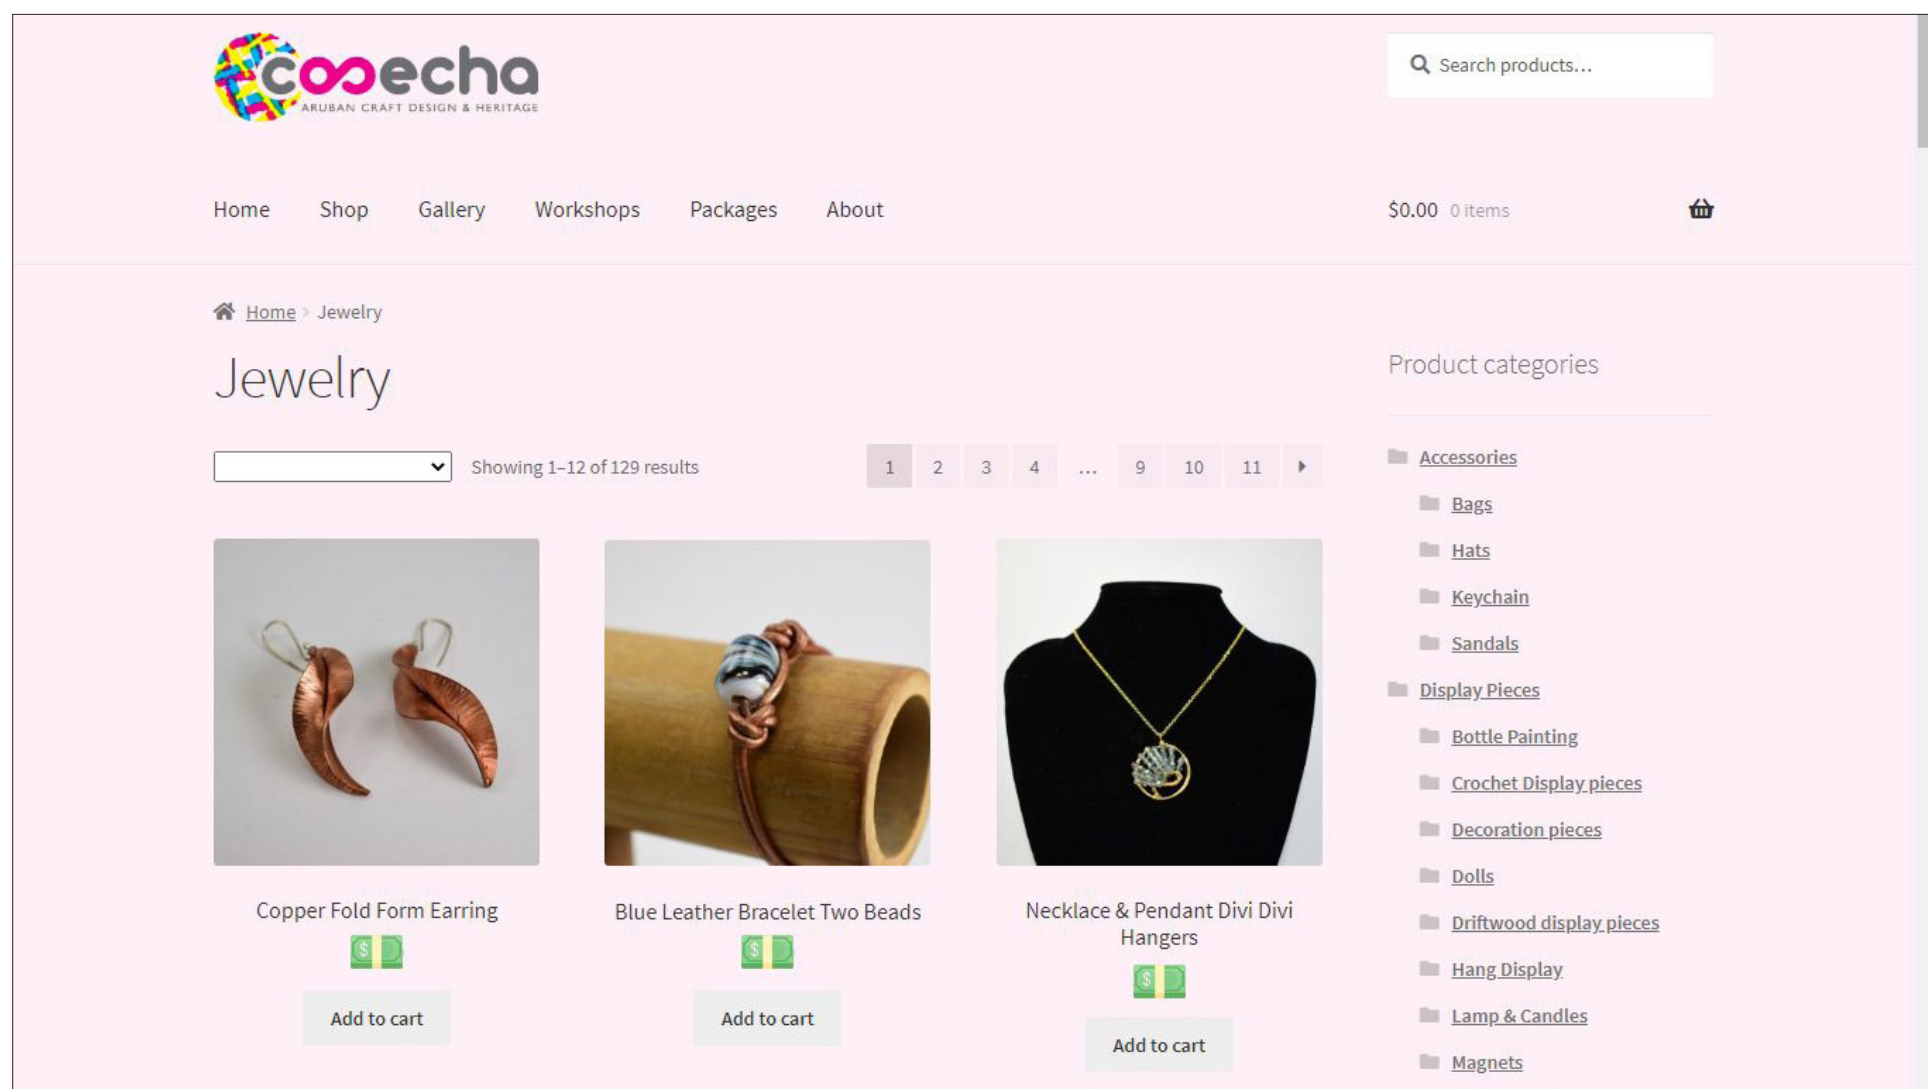 cosecha
ARUBAN CRAFT DESIGN & HERITAGE
Search products...
Home Shop Gallery Workshops Packages About
$0.00 0 items
Home Jewelry
Jewelry
Showing 1–12 of 129 results
1 2 3 4 ... 9 10 11
Copper Fold Form Earring
Add to cart
Blue Leather Bracelet Two Beads
Add to cart
Necklace & Pendant Divi Divi
Hangers
Add to cart
Product categories
Accessories
Bags
Hats
Keychain
Sandals
Display Pieces
Bottle Painting
Crochet Display pieces
Decoration pieces
Dolls
Driftwood display pieces
Hang Display
Lamp & Candles
Magnets